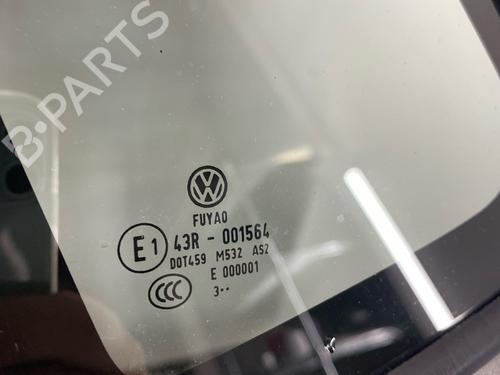 B-PARTS
FUYAO
E1 43R - 001564
DOT459 M532 AS2
E 000001
CCC
3··